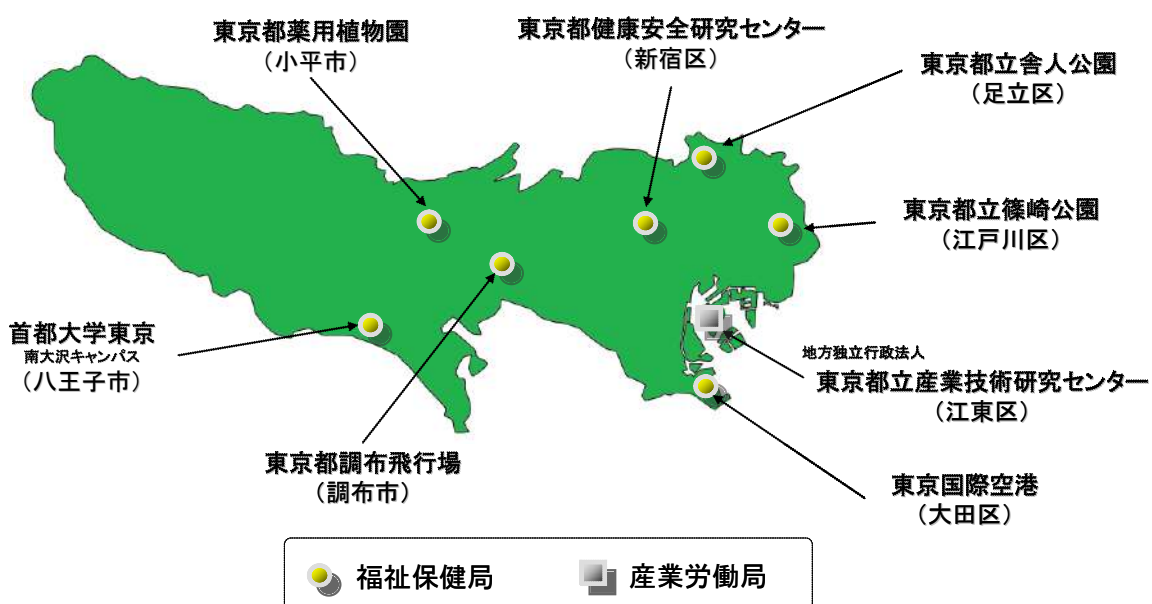 東京都薬用植物園
（小平市）
東京都健康安全研究センター
（新宿区）
東京都立舎人公園
（足立区）
東京都立篠崎公園
（江戸川区）
首都大学東京
南大沢キャンパス
（八王子市）
地方独立行政法人
東京都立産業技術研究センター
（江東区）
東京都調布飛行場
（調布市）
東京国際空港
（大田区）
福祉保健局
産業労働局